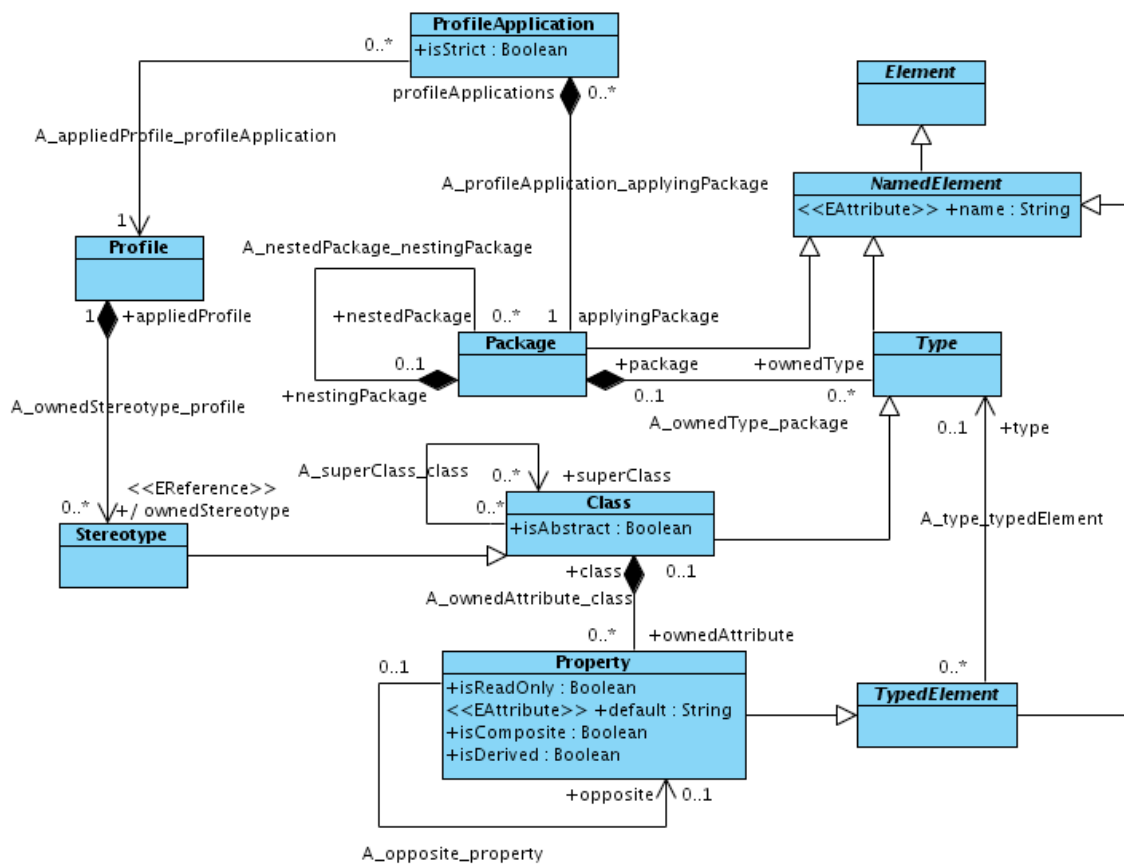 ProfileApplication
+isStrict : Boolean
0..*
profileApplications
0..*
Element
A_appliedProfile_profileApplication
A_profileApplication_applyingPackage
NamedElement
<<EAttribute>> +name : String
1
Profile
A_nestedPackage_nestingPackage
1
+appliedProfile
+nestedPackage
0..*
1
applyingPackage
Package
Type
0..1
+package
+ownedType
+nestingPackage
0..1
0..*
A_ownedStereotype_profile
A_ownedType_package
0..1
+type
A_superClass_class
0..*
+superClass
<<EReference>>
0..*
+/ ownedStereotype
0..*
Class
+isAbstract : Boolean
A_type_typedElement
Stereotype
+class
0..1
A_ownedAttribute_class
0..*
+ownedAttribute
0..1
Property
+isReadOnly : Boolean
<<EAttribute>> +default : String
+isComposite : Boolean
+isDerived : Boolean
0..*
TypedElement
+opposite
0..1
A_opposite_property